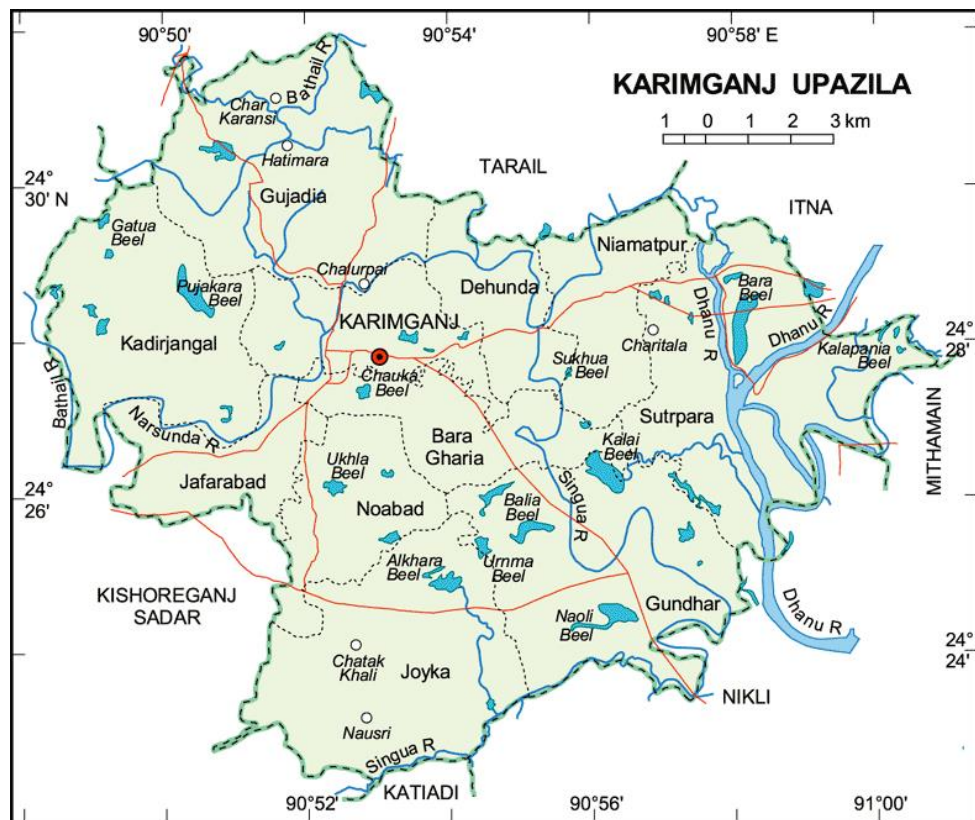 90°50'
90°54'
90°58' E
KARIMGANJ UPAZILA
1 0 1 2 3 km
Bathail R
Char
Karansi
Hatimara
TARAIL
24°
30' N
Gujadia
ITNA
Gatua
Beel
Niamatpur
Chalurpai
Pujakara
Beel
Dehunda
Bara
Beel
Dhanu R
Dhanu R
KARIMGANJ
Charitala
24°
28'
Kadirjangal
Sukhua
Beel
Kalapania
Beel
Chauka
Beel
Bathail R
Narsunda R
Sutrpara
MITHAMAIN
Bara
Gharia
Kalai
Beel
Ukhla
Beel
Jafarabad
Singua R
24°
26'
Noabad
Balia
Beel
Alkhara
Beel
Urnma
Beel
KISHOREGANJ
SADAR
Gundhar
Dhanu R
Naoli
Beel
24°
24'
Chatak
Khali
Joyka
NIKLI
Nausri
Singua R
KATIADI
90°52'
90°56'
91°00'